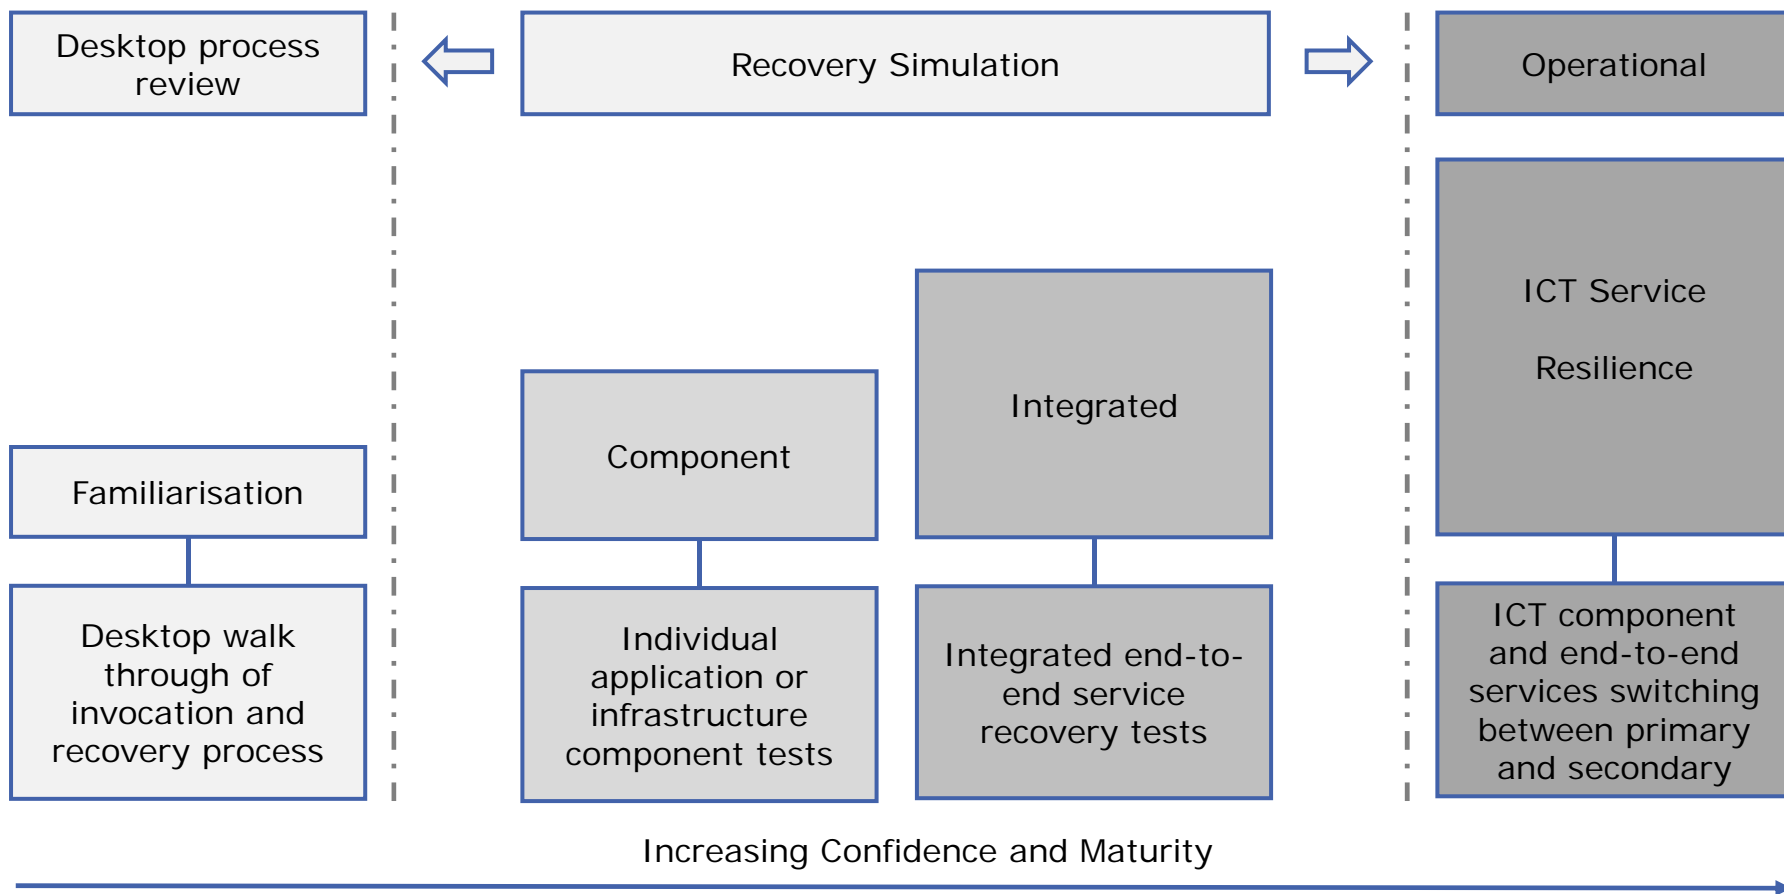 Desktop process
review
Recovery Simulation
Operational
ICT Service
Resilience
Integrated
Component
Familiarisation
Desktop walk
through of
invocation and
recovery process
Individual
application or
infrastructure
component tests
Integrated end-to-
end service
recovery tests
ICT component
and end-to-end
services switching
between primary
and secondary
Increasing Confidence and Maturity